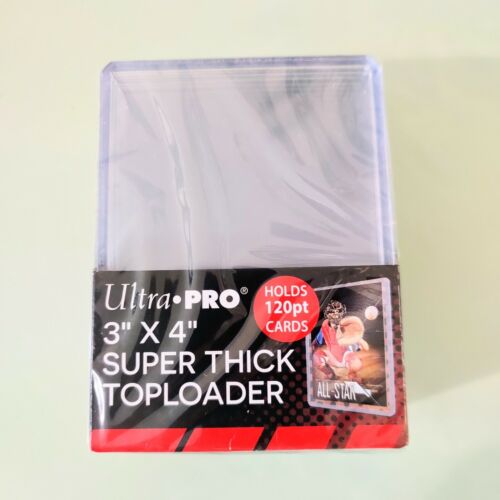 Ultra•PRO®
3" X 4"
SUPER THICK
TOPLOADER
HOLDS
120pt
CARDS
ALL-STAR